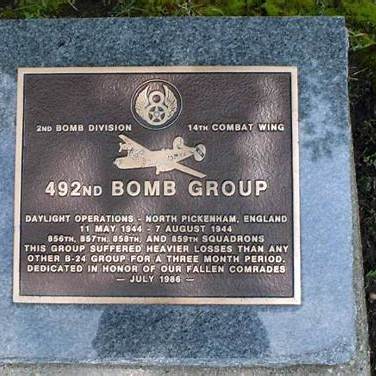 8
2ND BOMB DIVISION 14TH COMBAT WING
492ND BOMB GROUP
DAYLIGHT OPERATIONS - NORTH PICKENHAM, ENGLAND
11 MAY 1944 - 7 AUGUST 1944
856TH, 857TH, 858TH, AND 859TH SQUADRONS
THIS GROUP SUFFERED HEAVIER LOSSES THAN ANY
OTHER B-24 GROUP FOR A THREE MONTH PERIOD.
DEDICATED IN HONOR OF OUR FALLEN COMRADES
— JULY 1986 —